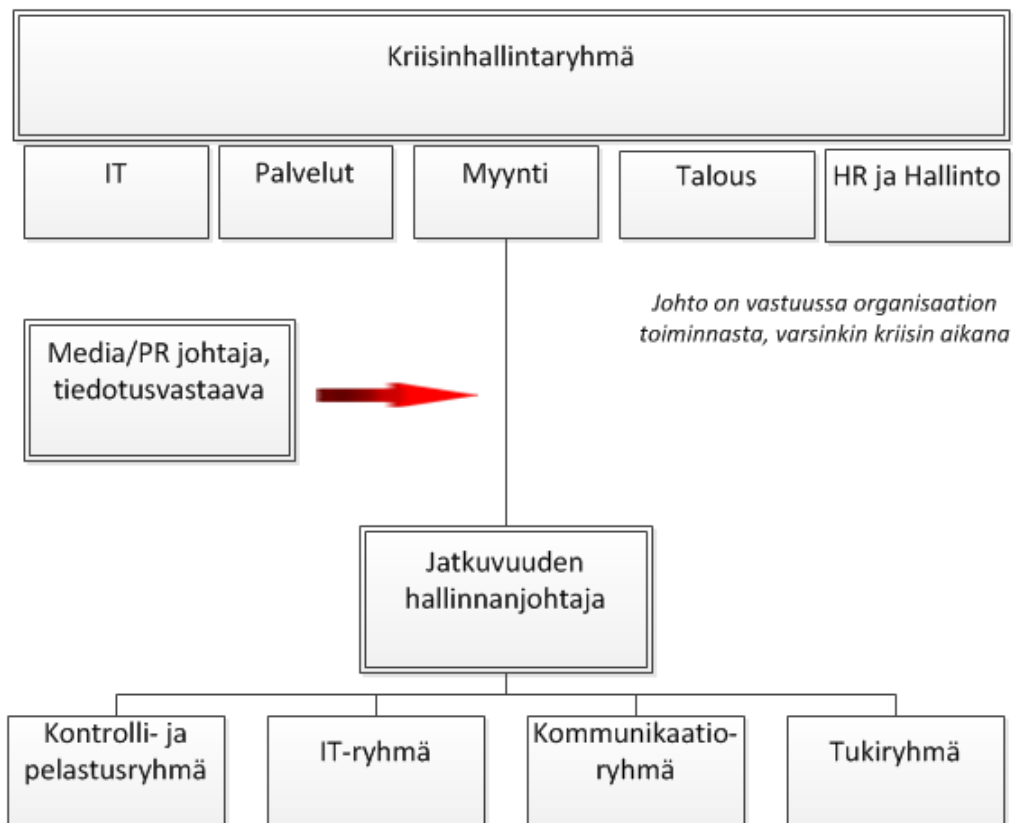 Kriisinhallintaryhmä
IT
Palvelut
Myynti
Talous
HR ja Hallinto
Johto on vastuussa organisaation
toiminnasta, varsinkin kriisin aikana
Media/PR johtaja,
tiedotusvastaava
Jatkuvuuden
hallinnanjohtaja
Kontrolli- ja
pelastusryhmä
IT-ryhmä
Kommunikaatio-
ryhmä
Tukiryhmä